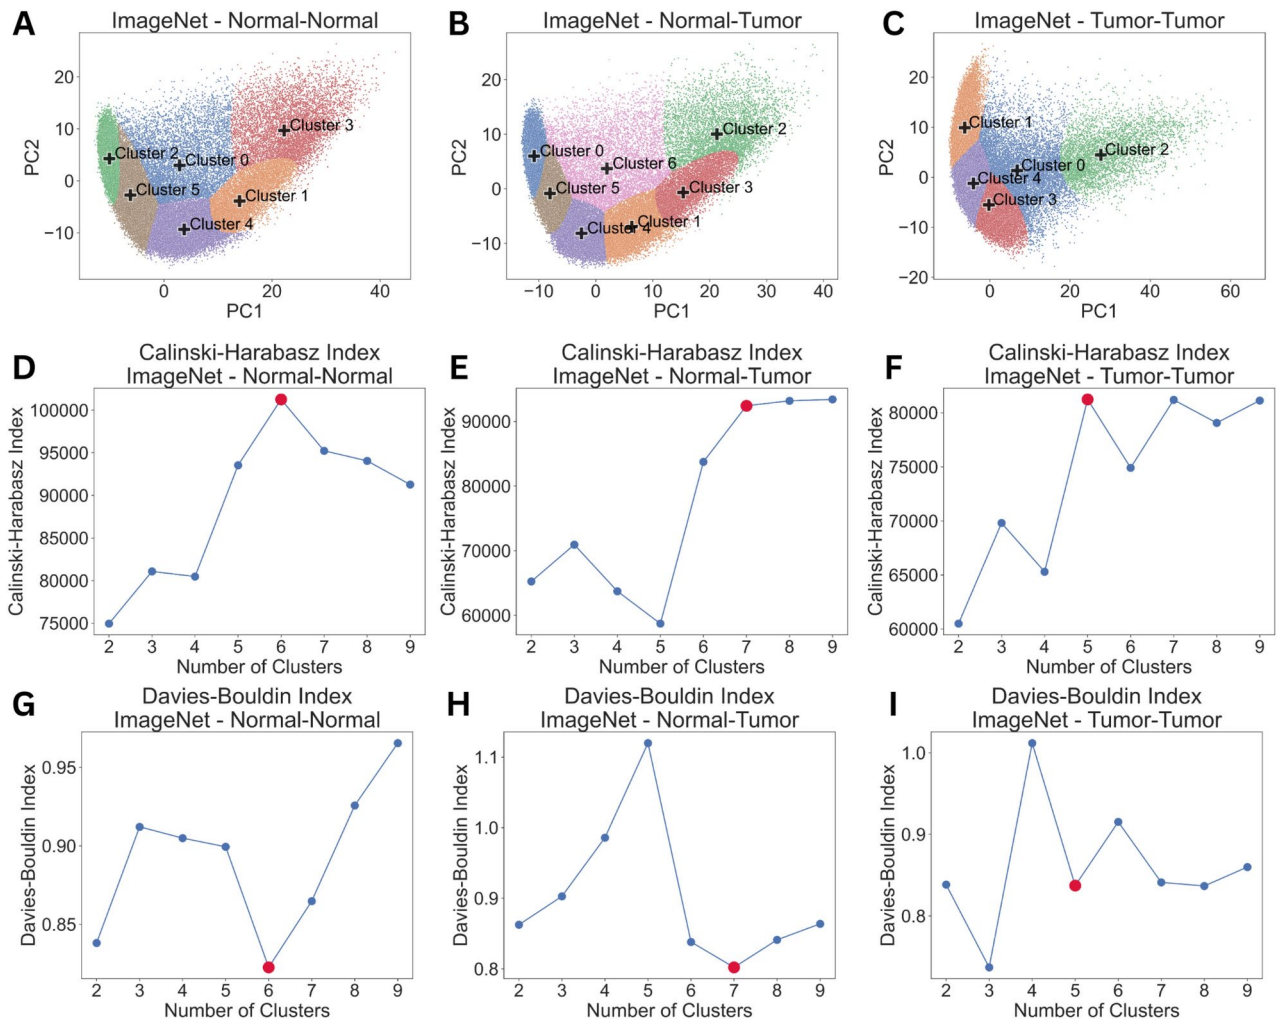 A
ImageNet - Normal-Normal
PC2
20
10
0
−10
Cluster 3
Cluster 2
Cluster 0
Cluster 5
Cluster 1
Cluster 4
0
20
40
PC1
B
ImageNet - Normal-Tumor
PC2
20
10
0
−10
Cluster 2
Cluster 0
Cluster 6
Cluster 5
Cluster 3
Cluster 4
Cluster 1
−10
0
10
20
30
40
PC1
C
ImageNet - Tumor-Tumor
PC2
20
10
0
−10
−20
Cluster 1
Cluster 2
Cluster 0
Cluster 4
Cluster 3
0
20
40
60
PC1
D
Calinski-Harabasz Index
ImageNet - Normal-Normal
Calinski-Harabasz Index
100000
95000
90000
85000
80000
75000
2 3 4 5 6 7 8 9
Number of Clusters
E
Calinski-Harabasz Index
ImageNet - Normal-Tumor
Calinski-Harabasz Index
90000
80000
70000
60000
2 3 4 5 6 7 8 9
Number of Clusters
F
Calinski-Harabasz Index
ImageNet - Tumor-Tumor
Calinski-Harabasz Index
80000
75000
70000
65000
60000
2 3 4 5 6 7 8 9
Number of Clusters
G
Davies-Bouldin Index
ImageNet - Normal-Normal
Davies-Bouldin Index
0.95
0.90
0.85
2 3 4 5 6 7 8 9
Number of Clusters
H
Davies-Bouldin Index
ImageNet - Normal-Tumor
Davies-Bouldin Index
1.1
1.0
0.9
0.8
2 3 4 5 6 7 8 9
Number of Clusters
I
Davies-Bouldin Index
ImageNet - Tumor-Tumor
Davies-Bouldin Index
1.0
0.9
0.8
2 3 4 5 6 7 8 9
Number of Clusters